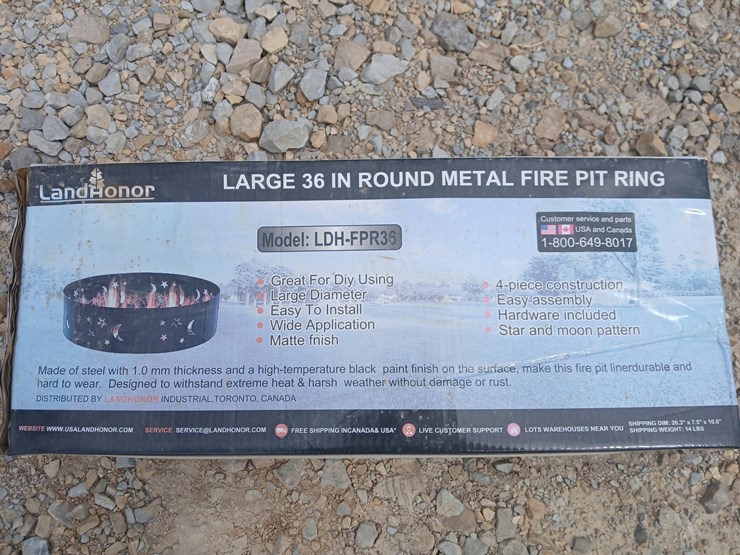 LandHonor
LARGE 36 IN ROUND METAL FIRE PIT RING
Model: LDH-FPR36
Customer service and parts
USA and Canada
1-800-649-8017
Great For Diy Using
Large Diameter
Easy To Install
Wide Application
Matte fnish
4-piece construction
Easy assembly
Hardware included
Star and moon pattern
Made of steel with 1.0 mm thickness and a high-temperature black paint finish on the surface, make this fire pit linerdurable and
hard to wear. Designed to withstand extreme heat & harsh weather without damage or rust.
DISTRIBUTED BY LANDHONOR INDUSTRIAL,TORONTO, CANADA
WEBSITE WWW.USALANDHONOR.COM SERVICE SERVICE@LANDHONOR.COM FREE SHIPPING INCANADA& USA* LIVE CUSTOMER SUPPORT LOTS WAREHOUSES NEAR YOU
SHIPPING DIM: 26.3" x 7.5" x 10.6"
SHIPPING WEIGHT: 14 LBS